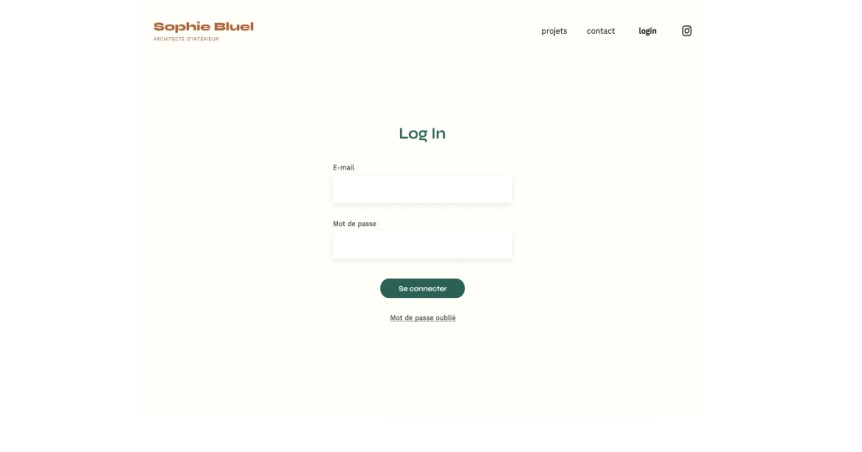 Sophie Bluel
ARCHITECTE D'INTÉRIEUR
projets
contact
login
Log In
E-mail
Mot de passe
Se connecter
Mot de passe oublié